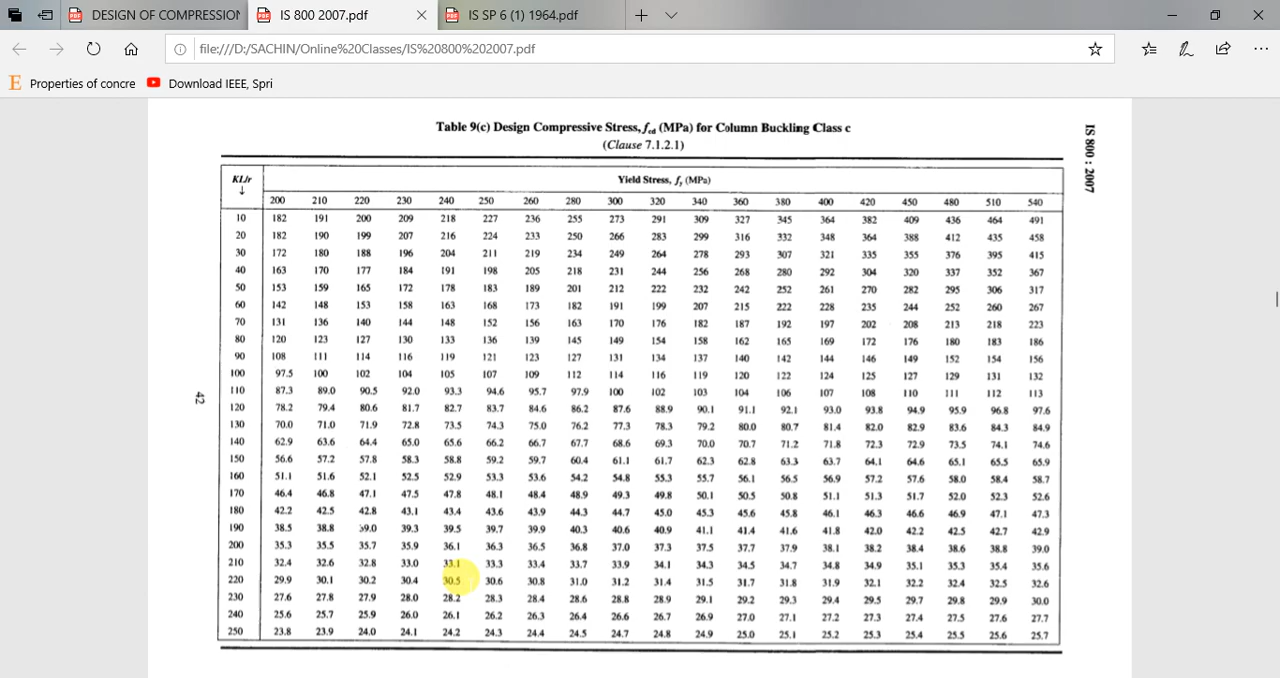 DESIGN OF COMPRESSION
IS 800 2007.pdf
IS SP 6 (1) 1964.pdf
file:///D:/SACHIN/Online%20Classes/IS%20800%202007.pdf
Properties of concre
Download IEEE, Spri
Table 9(c) Design Compressive Stress, fcd (MPa) for Column Buckling Class c
(Clause 7.1.2.1)
IS 800 : 2007
KL/r Yield Stress, fy (MPa)
↓
200 210 220 230 240 250 260 280 300 320 340 360 380 400 420 450 480 510 540
10 182 191 200 209 218 227 236 255 273 291 309 327 345 364 382 409 436 464 491
20 182 190 199 207 216 224 233 250 266 283 299 316 332 348 364 388 412 435 458
30 172 180 188 196 204 211 219 234 249 264 278 293 307 321 335 355 376 395 415
40 163 170 177 184 191 198 205 218 231 244 256 268 280 292 304 320 337 352 367
50 153 159 165 172 178 183 189 201 212 222 232 242 252 261 270 282 295 306 317
60 142 148 153 158 163 168 173 182 191 199 207 215 222 228 235 244 252 260 267
70 131 136 140 144 148 152 156 163 170 176 182 187 192 197 202 208 213 218 223
80 120 123 127 130 133 136 139 145 149 154 158 162 165 169 172 176 180 183 186
90 108 111 114 116 119 121 123 127 131 134 137 140 142 144 146 149 152 154 156
100 97.5 100 102 104 105 107 109 112 114 116 119 120 122 124 125 127 129 131 132
110 87.3 89.0 90.5 92.0 93.3 94.6 95.7 97.9 100 102 103 104 106 107 108 110 111 112 113
120 78.2 79.4 80.6 81.7 82.7 83.7 84.6 86.2 87.6 88.9 90.1 91.1 92.1 93.0 93.8 94.9 95.9 96.8 97.6
130 70.0 71.0 71.9 72.8 73.5 74.3 75.0 76.2 77.3 78.3 79.2 80.0 80.7 81.4 82.0 82.9 83.6 84.3 84.9
140 62.9 63.6 64.4 65.0 65.6 66.2 66.7 67.7 68.6 69.3 70.0 70.7 71.2 71.8 72.3 72.9 73.5 74.1 74.6
150 56.6 57.2 57.8 58.3 58.8 59.2 59.7 60.4 61.1 61.7 62.3 62.8 63.3 63.7 64.1 64.6 65.1 65.5 65.9
160 51.1 51.6 52.1 52.5 52.9 53.3 53.6 54.2 54.8 55.3 55.7 56.1 56.5 56.9 57.2 57.6 58.0 58.4 58.7
170 46.4 46.8 47.1 47.5 47.8 48.1 48.4 48.9 49.3 49.8 50.1 50.5 50.8 51.1 51.3 51.7 52.0 52.3 52.6
180 42.2 42.5 42.8 43.1 43.4 43.6 43.9 44.3 44.7 45.0 45.3 45.6 45.8 46.1 46.3 46.6 46.9 47.1 47.3
190 38.5 38.8 39.0 39.3 39.5 39.7 39.9 40.3 40.6 40.9 41.1 41.4 41.6 41.8 42.0 42.2 42.5 42.7 42.9
200 35.3 35.5 35.7 35.9 36.1 36.3 36.5 36.8 37.0 37.3 37.5 37.7 37.9 38.1 38.2 38.4 38.6 38.8 39.0
210 32.4 32.6 32.8 33.0 33.1 33.3 33.4 33.7 33.9 34.1 34.3 34.5 34.7 34.8 34.9 35.1 35.3 35.4 35.6
220 29.9 30.1 30.2 30.4 30.5 30.6 30.8 31.0 31.2 31.4 31.5 31.7 31.8 31.9 32.1 32.2 32.4 32.5 32.6
230 27.6 27.8 27.9 28.0 28.2 28.3 28.4 28.6 28.8 28.9 29.1 29.2 29.3 29.4 29.5 29.7 29.8 29.9 30.0
240 25.6 25.7 25.9 26.0 26.1 26.2 26.3 26.4 26.6 26.7 26.9 27.0 27.1 27.2 27.3 27.4 27.5 27.6 27.7
250 23.8 23.9 24.0 24.1 24.2 24.3 24.4 24.5 24.7 24.8 24.9 25.0 25.1 25.2 25.3 25.4 25.5 25.6 25.7
42